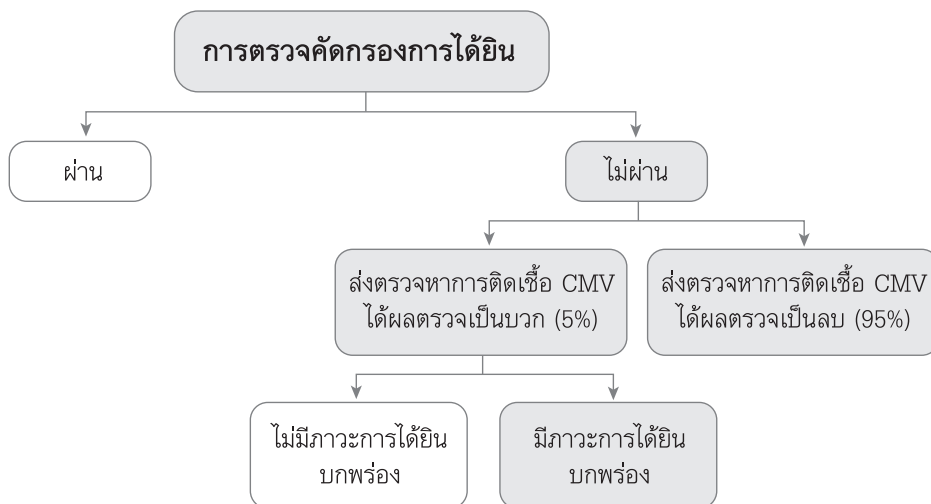 การตรวจคัดกรองการได้ยิน
ผ่าน
ไม่ผ่าน
ส่งตรวจหาการติดเชื้อ CMV
ได้ผลตรวจเป็นบวก (5%)
ส่งตรวจหาการติดเชื้อ CMV
ได้ผลตรวจเป็นลบ (95%)
ไม่มีภาวะการได้ยิน
บกพร่อง
มีภาวะการได้ยิน
บกพร่อง